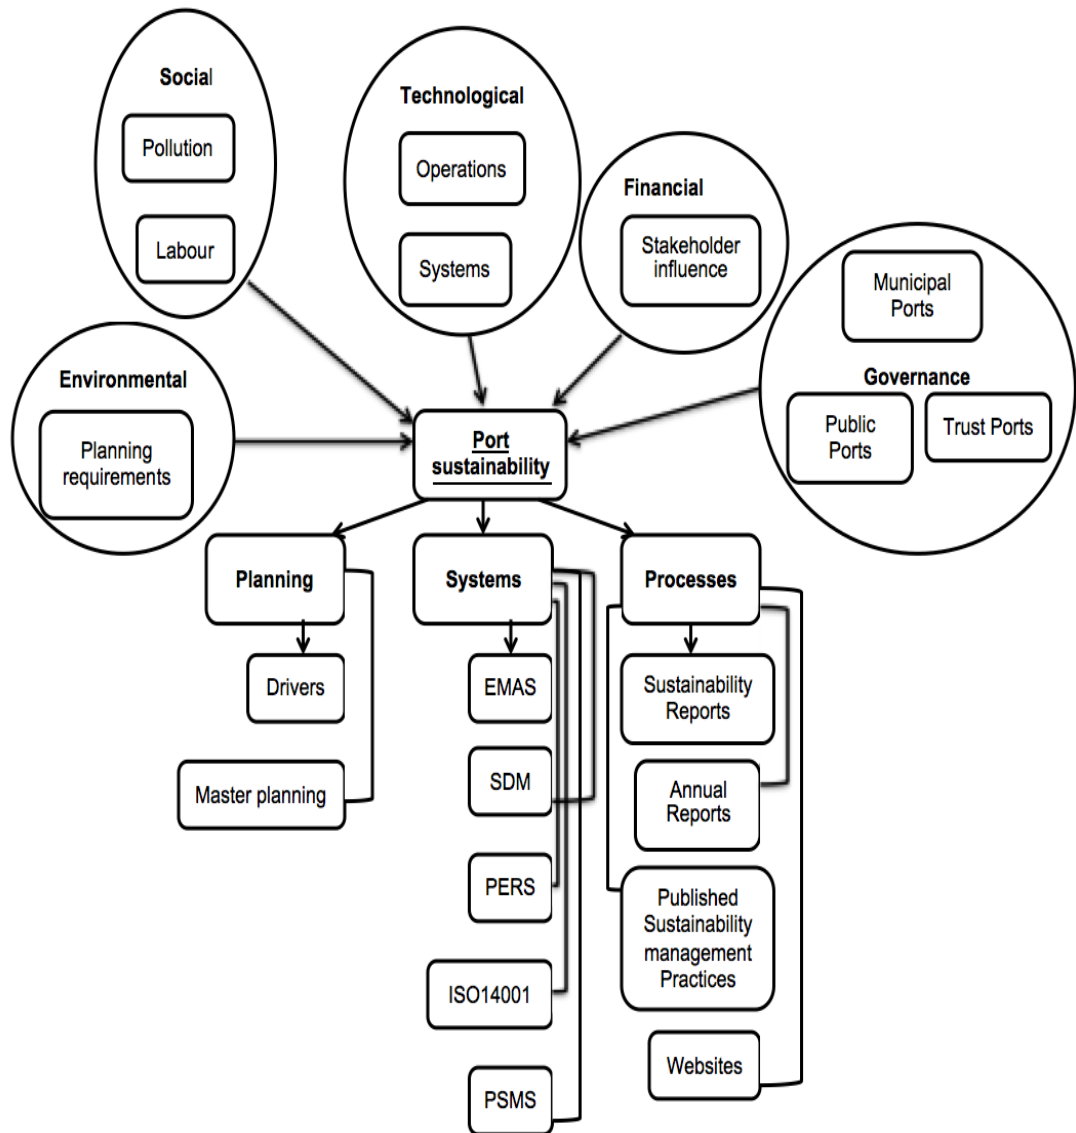 Social
Pollution
Labour
Technological
Operations
Systems
Financial
Stakeholder
influence
Municipal
Ports
Governance
Public
Ports
Trust Ports
Environmental
Planning
requirements
Port
sustainability
Planning
Drivers
Master planning
Systems
EMAS
SDM
PERS
ISO14001
PSMS
Processes
Sustainability
Reports
Annual
Reports
Published
Sustainability
management
Practices
Websites